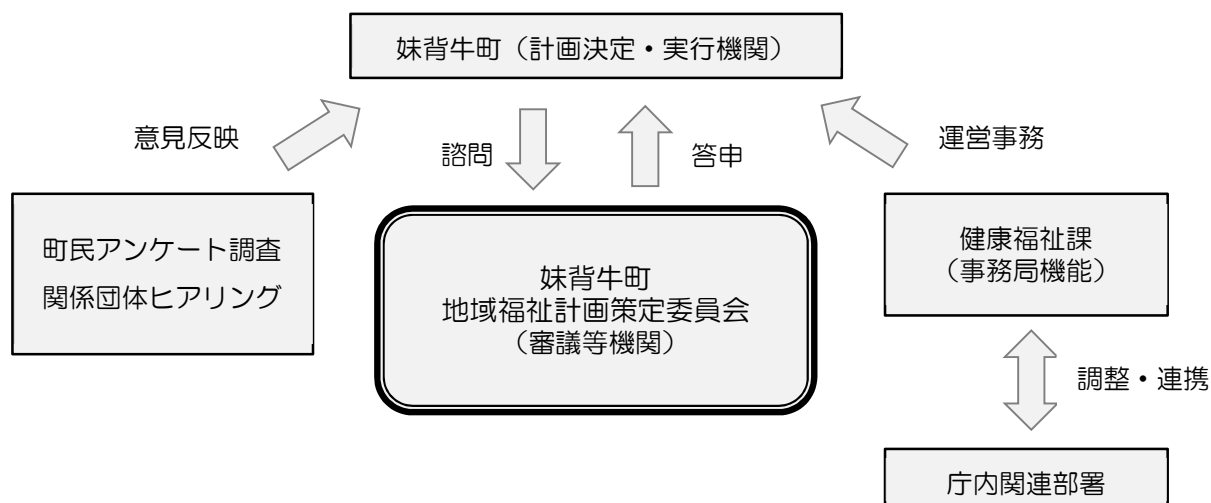 妹背牛町（計画決定・実行機関）
意見反映
諮問
答申
運営事務
町民アンケート調査
関係団体ヒアリング
妹背牛町
地域福祉計画策定委員会
（審議等機関）
健康福祉課
（事務局機能）
調整・連携
庁内関連部署